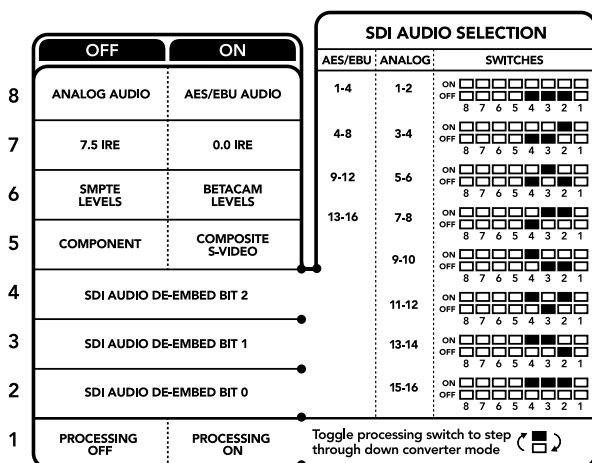 OFF ON
8 ANALOG AUDIO AES/EBU AUDIO
7 7.5 IRE 0.0 IRE
6 SMPTE LEVELS BETACAM LEVELS
5 COMPONENT COMPOSITE S-VIDEO
4 SDI AUDIO DE-EMBED BIT 2
3 SDI AUDIO DE-EMBED BIT 1
2 SDI AUDIO DE-EMBED BIT 0
1 PROCESSING OFF PROCESSING ON
SDI AUDIO SELECTION
AES/EBU ANALOG SWITCHES
1-4 1-2 ON
OFF
8 7 6 5 4 3 2 1
4-8 3-4 ON
OFF
8 7 6 5 4 3 2 1
9-12 5-6 ON
OFF
8 7 6 5 4 3 2 1
13-16 7-8 ON
OFF
8 7 6 5 4 3 2 1
9-10 ON
OFF
8 7 6 5 4 3 2 1
11-12 ON
OFF
8 7 6 5 4 3 2 1
13-14 ON
OFF
8 7 6 5 4 3 2 1
15-16 ON
OFF
8 7 6 5 4 3 2 1
Toggle processing switch to step
through down converter mode